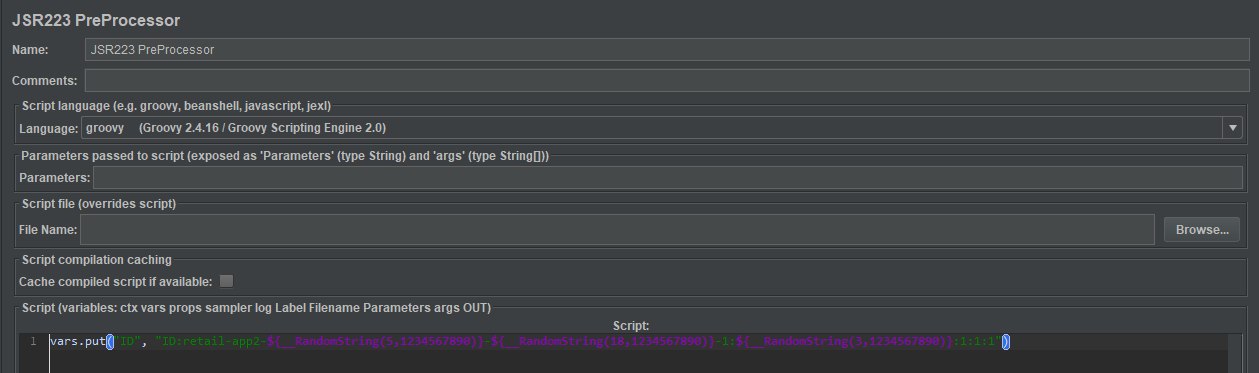 JSR223 PreProcessor
Name: JSR223 PreProcessor
Comments:
Script language (e.g. groovy, beanshell, javascript, jexl)
Language: groovy (Groovy 2.4.16 / Groovy Scripting Engine 2.0)
Parameters passed to script (exposed as 'Parameters' (type String) and 'args' (type String[]))
Parameters:
Script file (overrides script)
File Name: Browse...
Script compilation caching
Cache compiled script if available:
Script (variables: ctx vars props sampler log Label Filename Parameters args OUT)
Script:
1 vars.put("ID", "ID:retail-app2-${__RandomString(5,1234567890)}-${__RandomString(18,1234567890)}-1:${__RandomString(3,1234567890)}:1:1:1")